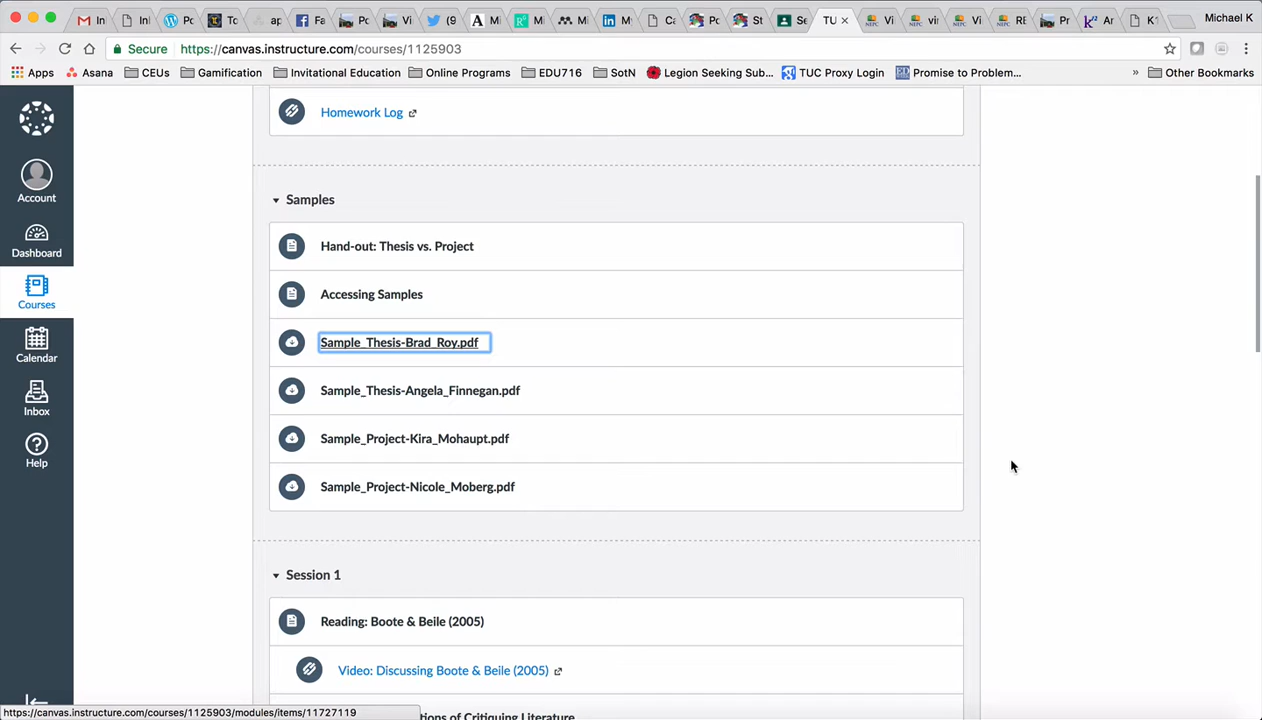 Michael K
Secure
https://canvas.instructure.com/courses/1125903
Apps
Asana
CEUs
Gamification
Invitational Education
Online Programs
EDU716
SotN
Legion Seeking Sub...
TUC Proxy Login
Promise to Problem...
»
Other Bookmarks
Account
Dashboard
Courses
Calendar
Inbox
Help
Homework Log
Samples
Hand-out: Thesis vs. Project
Accessing Samples
Sample_Thesis-Brad_Roy.pdf
Sample_Thesis-Angela_Finnegan.pdf
Sample_Project-Kira_Mohaupt.pdf
Sample_Project-Nicole_Moberg.pdf
Session 1
Reading: Boote & Beile (2005)
Video: Discussing Boote & Beile (2005)
of Critiquing Literature
https://canvas.instructure.com/courses/1125903/modules/items/11727119